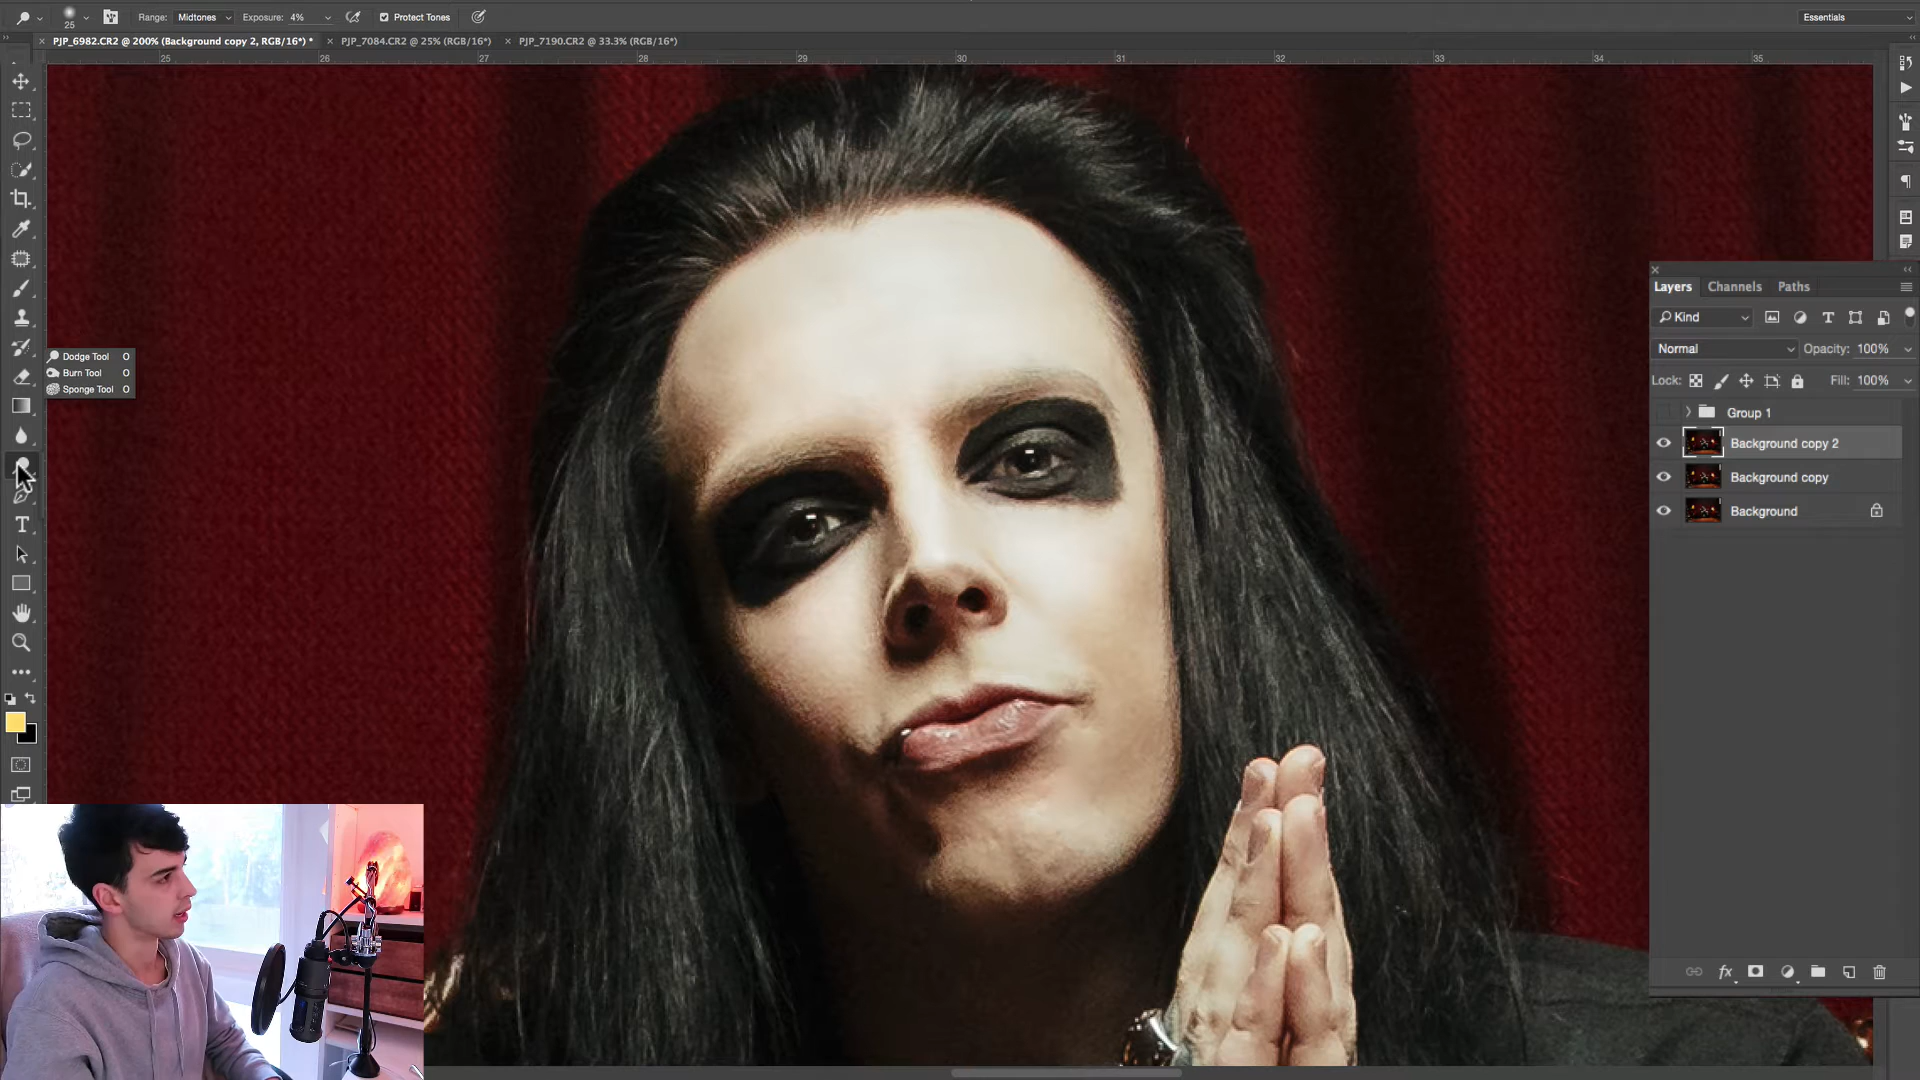 25 Range: Midtones Exposure: 4% Protect Tones Essentials
× PJP_6982.CR2 @ 200% (Background copy 2, RGB/16*) * × PJP_7084.CR2 @ 25% (RGB/16*) × PJP_7190.CR2 @ 33.3% (RGB/16*)
25 26 27 28 29 30 31 32 33 34 35
Dodge Tool O
Burn Tool O
Sponge Tool O
Layers Channels Paths
Kind
Normal Opacity: 100%
Lock: Fill: 100%
Group 1
Background copy 2
Background copy
Background
fx